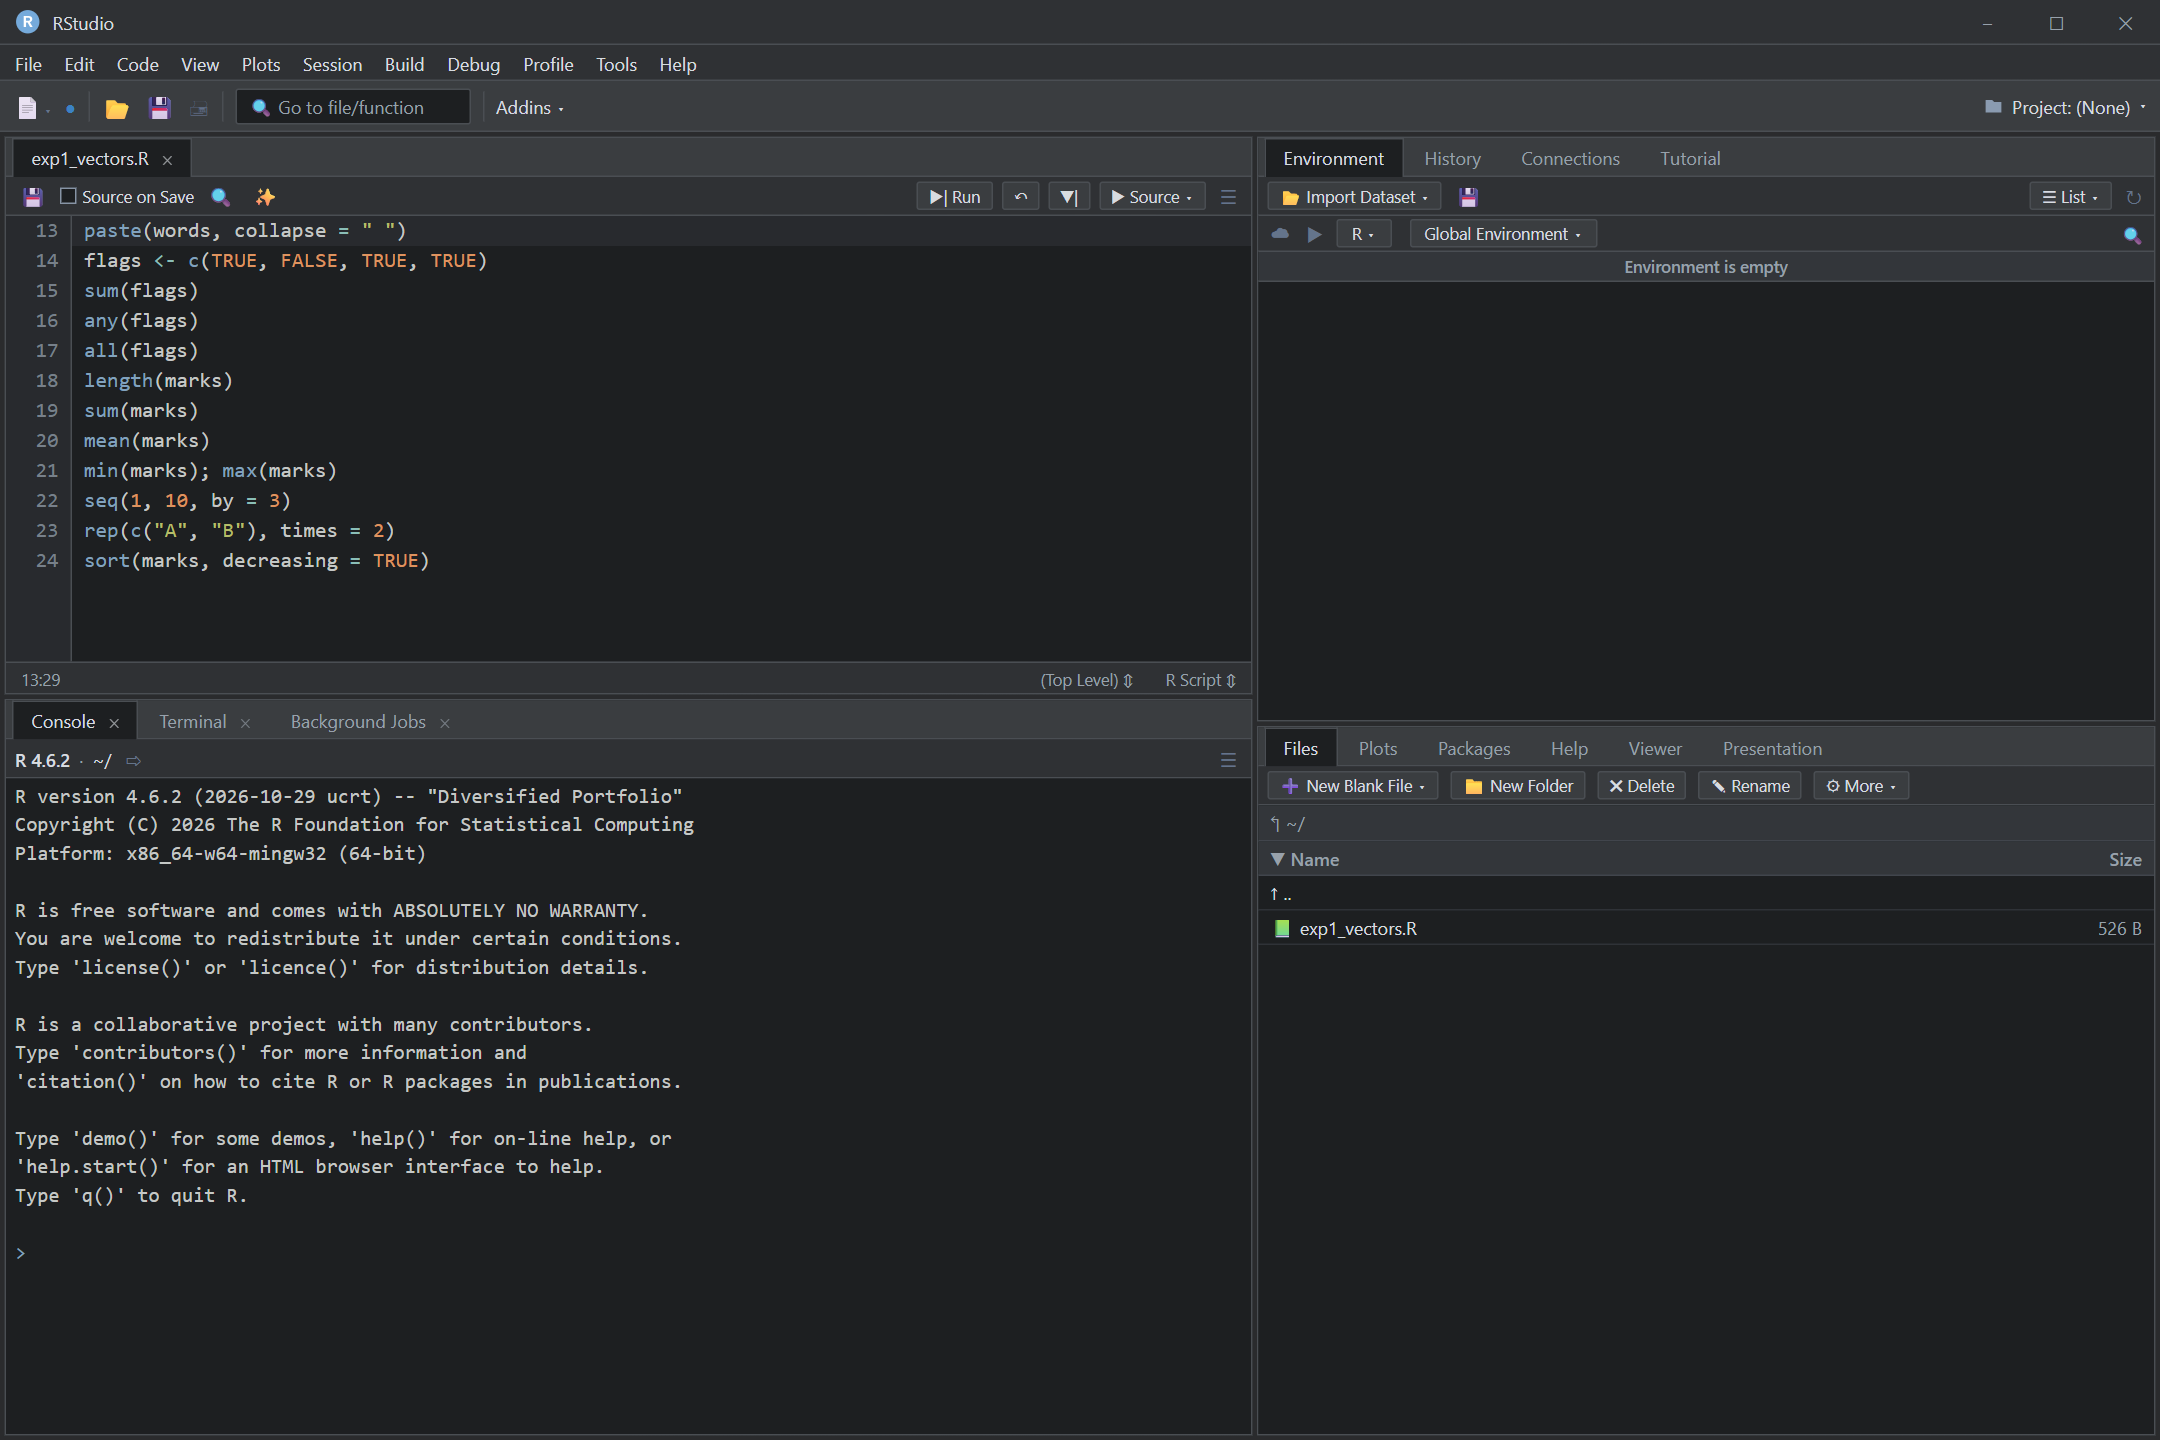 R RStudio
File Edit Code View Plots Session Build Debug Profile Tools Help
Go to file/function Addins Project: (None)
exp1_vectors.R
Source on Save Run Source
13 paste(words, collapse = " ")
14 flags <- c(TRUE, FALSE, TRUE, TRUE)
15 sum(flags)
16 any(flags)
17 all(flags)
18 length(marks)
19 sum(marks)
20 mean(marks)
21 min(marks); max(marks)
22 seq(1, 10, by = 3)
23 rep(c("A", "B"), times = 2)
24 sort(marks, decreasing = TRUE)
13:29 (Top Level) R Script
Console Terminal Background Jobs
R 4.6.2 · ~/
R version 4.6.2 (2026-10-29 ucrt) -- "Diversified Portfolio"
Copyright (C) 2026 The R Foundation for Statistical Computing
Platform: x86_64-w64-mingw32 (64-bit)
R is free software and comes with ABSOLUTELY NO WARRANTY.
You are welcome to redistribute it under certain conditions.
Type 'license()' or 'licence()' for distribution details.
R is a collaborative project with many contributors.
Type 'contributors()' for more information and
'citation()' on how to cite R or R packages in publications.
Type 'demo()' for some demos, 'help()' for on-line help, or
'help.start()' for an HTML browser interface to help.
Type 'q()' to quit R.
>
Environment History Connections Tutorial
Import Dataset List
R Global Environment
Environment is empty
Files Plots Packages Help Viewer Presentation
New Blank File New Folder Delete Rename More
~/
Name Size
..
exp1_vectors.R 526 B